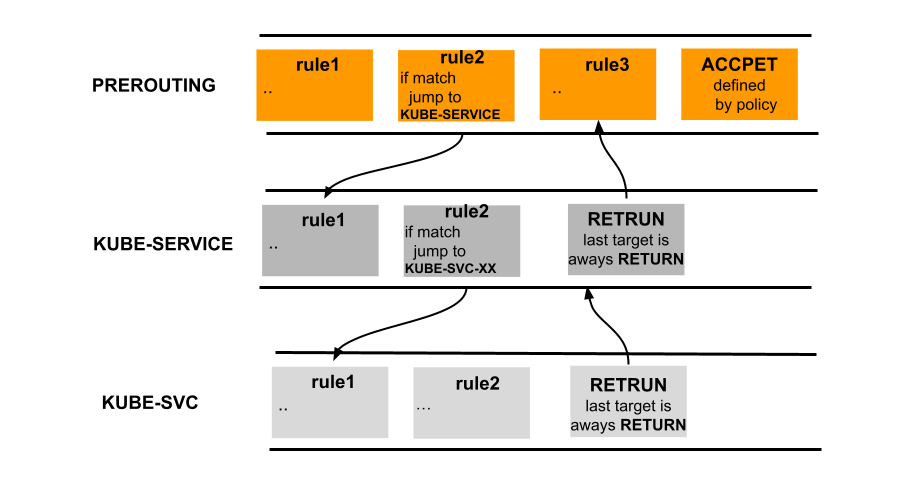 PREROUTING
rule1
..
rule2
if match
jump to
KUBE-SERVICE
rule3
..
ACCPET
defined
by policy
KUBE-SERVICE
rule1
..
rule2
if match
jump to
KUBE-SVC-XX
RETRUN
last target is
aways RETURN
KUBE-SVC
rule1
..
rule2
...
RETRUN
last target is
aways RETURN